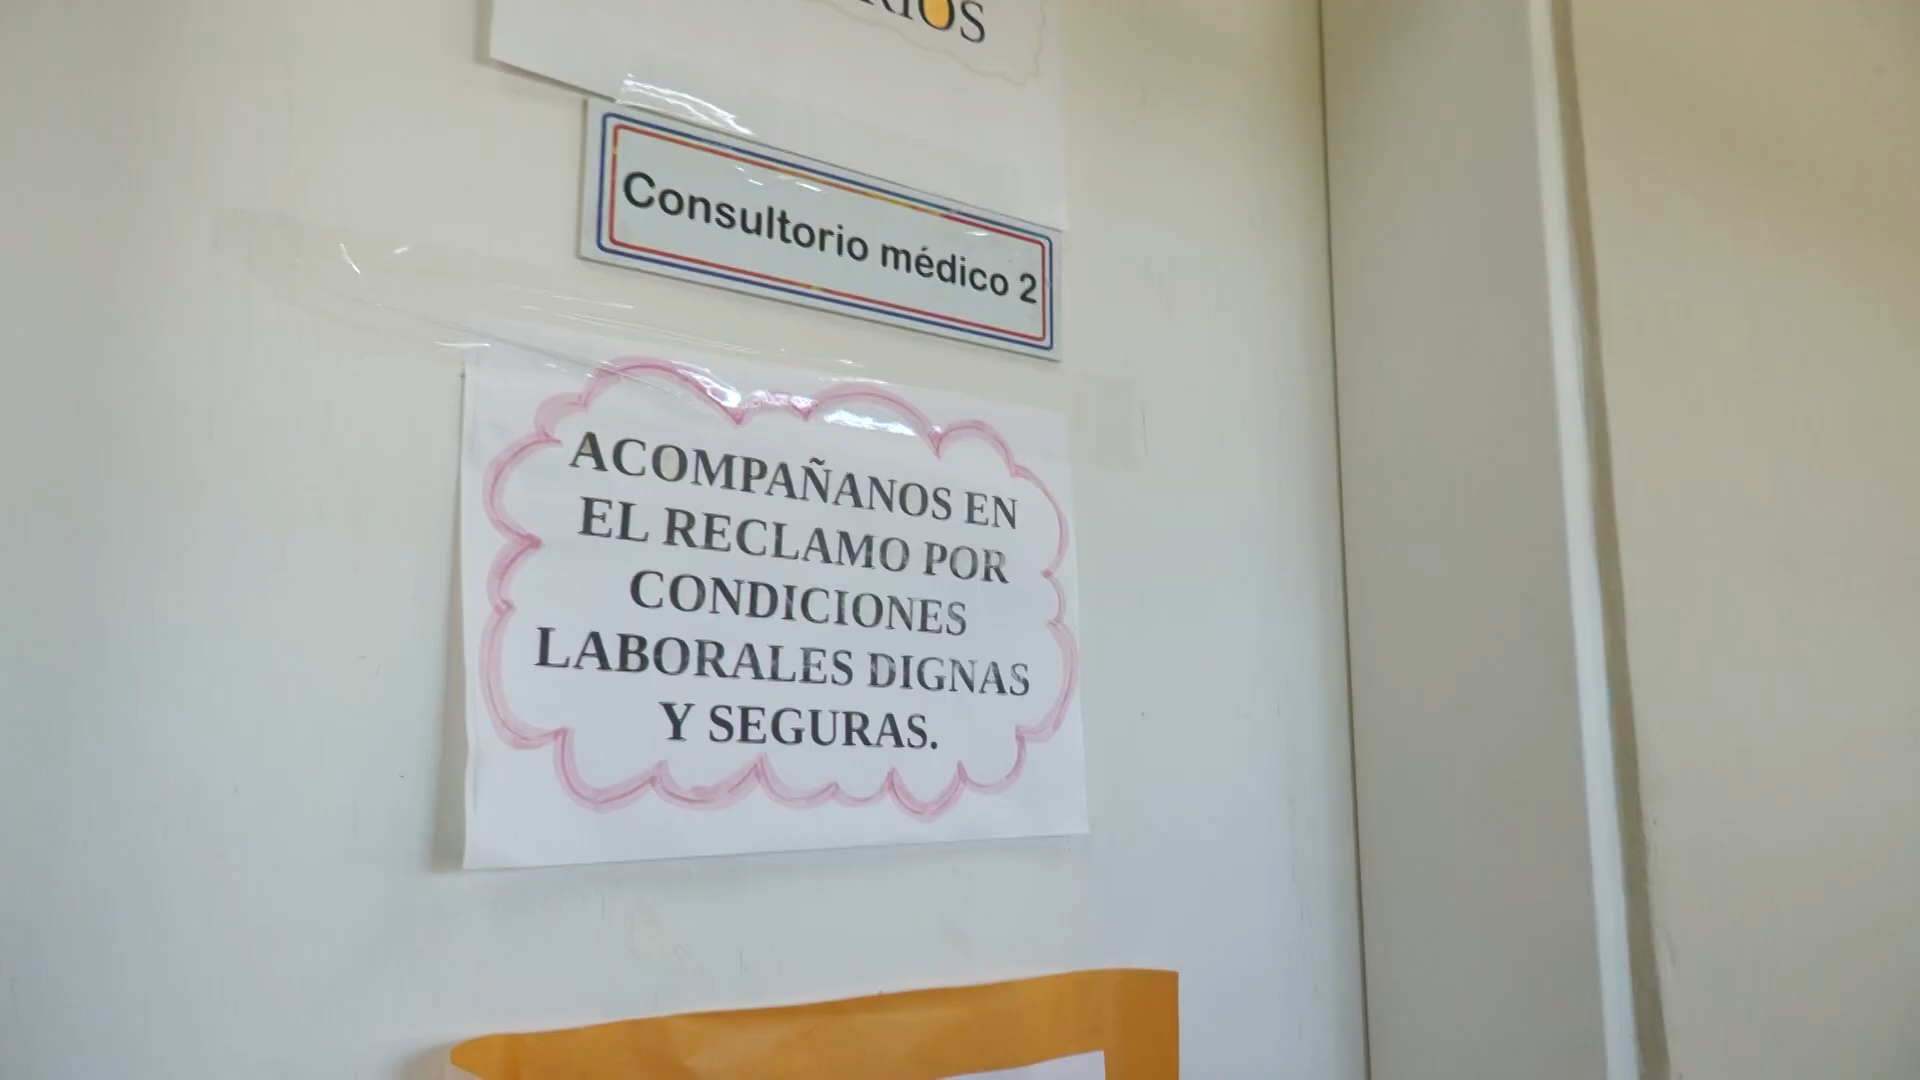 Consultorio médico 2
ACOMPAÑANOS EN
EL RECLAMO POR
CONDICIONES
LABORALES DIGNAS
Y SEGURAS.